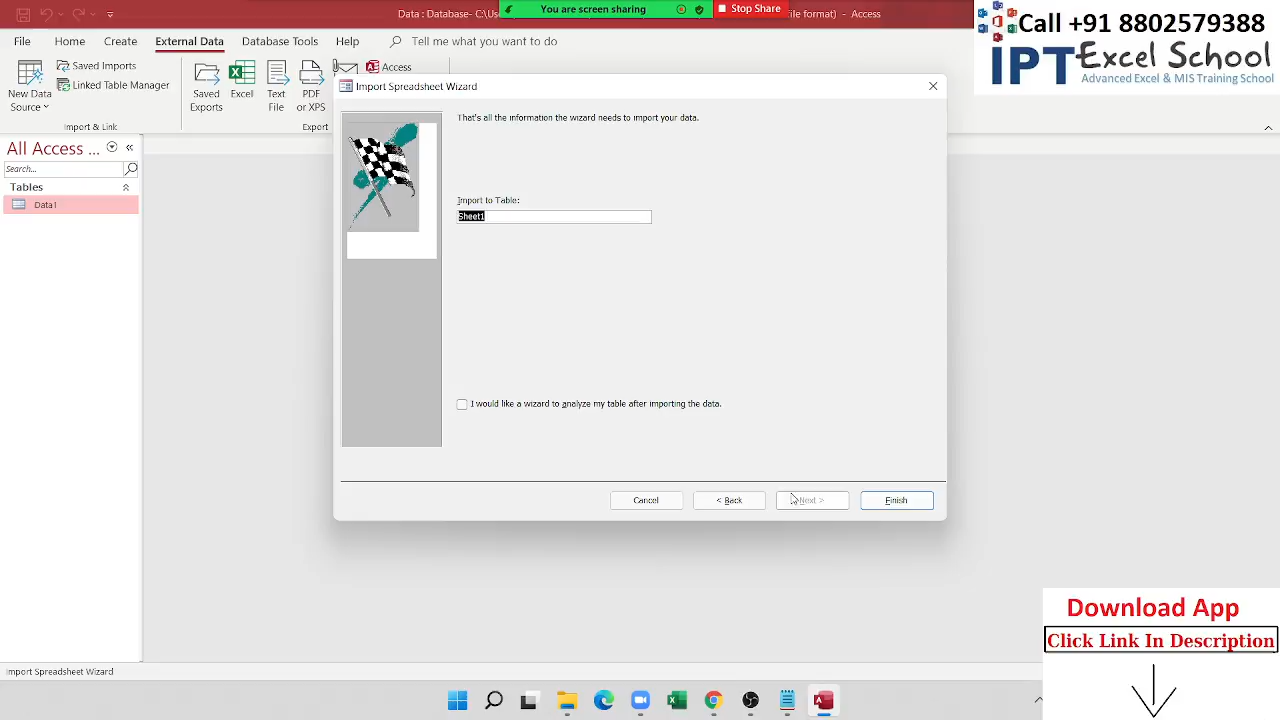 Data : Database- C:\Us
You are screen sharing
Stop Share
ile format) - Access
File
Home
Create
External Data
Database Tools
Help
Tell me what you want to do
New Data
Source
Saved Imports
Linked Table Manager
Import & Link
Saved
Exports
Excel
Text
File
PDF
or XPS
Access
Export
Call +91 8802579388
IPT Excel School
Advanced Excel & MIS Training School
All Access ...
Search...
Tables
Data1
Import Spreadsheet Wizard
That's all the information the wizard needs to import your data.
Import to Table:
Sheet1
I would like a wizard to analyze my table after importing the data.
Cancel
< Back
Next >
Finish
Download App
Click Link In Description
Import Spreadsheet Wizard